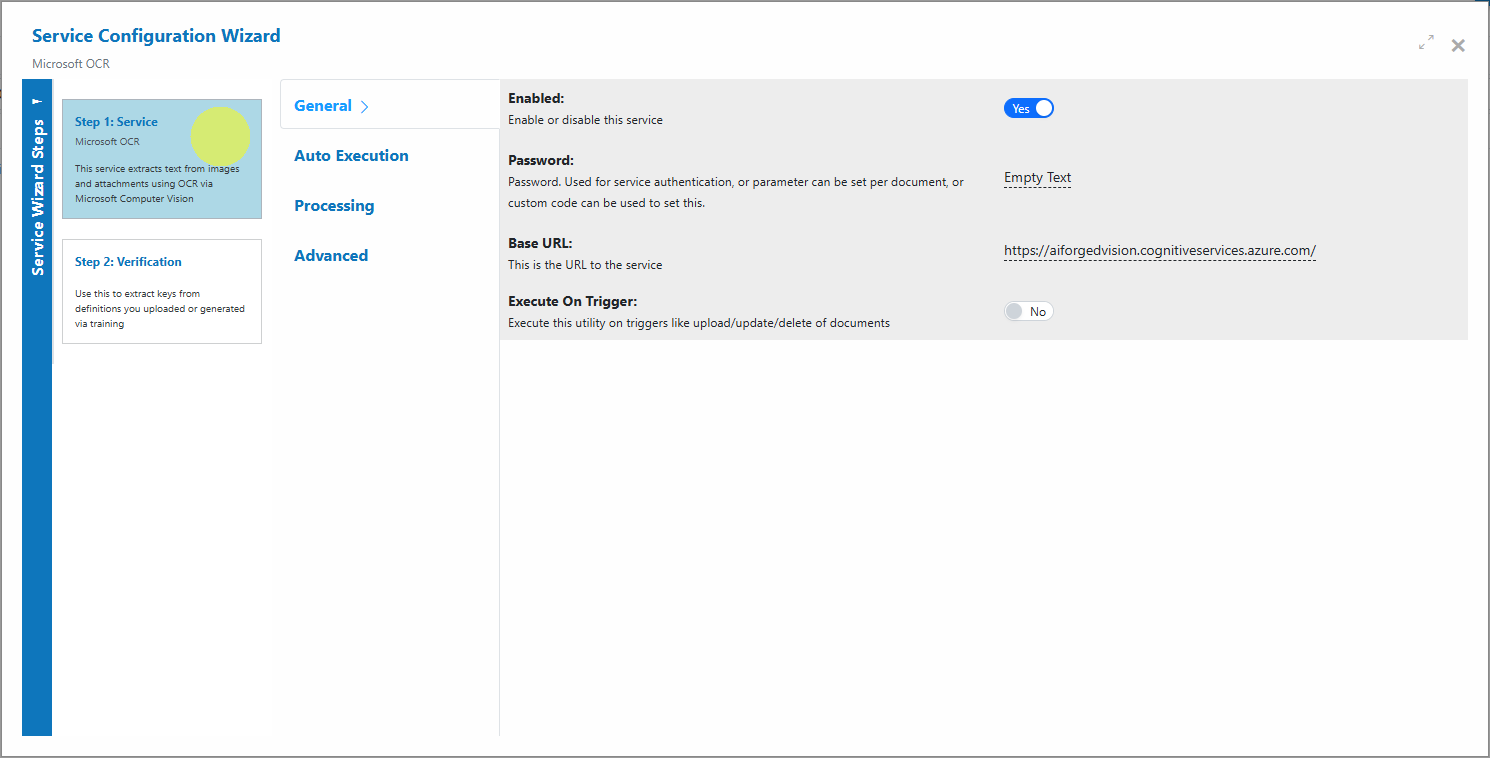 Service Configuration Wizard
Microsoft OCR
Service Wizard Steps
Step 1: Service
Microsoft OCR
This service extracts text from images
and attachments using OCR via
Microsoft Computer Vision
Step 2: Verification
Use this to extract keys from
definitions you uploaded or generated
via training
General
Auto Execution
Processing
Advanced
Enabled:
Enable or disable this service
Yes
Password:
Password. Used for service authentication, or parameter can be set per document, or
custom code can be used to set this.
Empty Text
Base URL:
This is the URL to the service
https://aiforgedvision.cognitiveservices.azure.com/
Execute On Trigger:
Execute this utility on triggers like upload/update/delete of documents
No